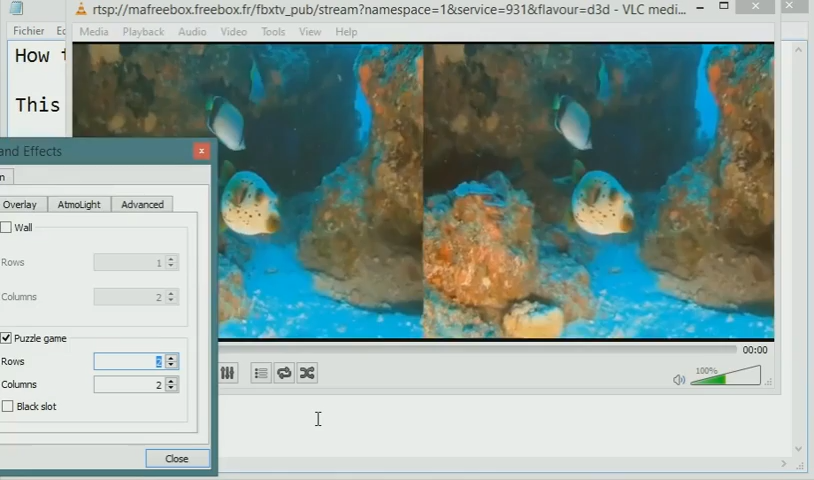 rtsp://mafreebox.freebox.fr/fbxtv_pub/stream?namespace=1&service=931&flavour=d3d - VLC medi...
Fichier
Media Playback Audio Video Tools View Help
How
This
and Effects
Overlay AtmoLight Advanced
Wall
Rows 1
Columns 2
Puzzle game
Rows 2
Columns 2
Black slot
Close
00:00
100%